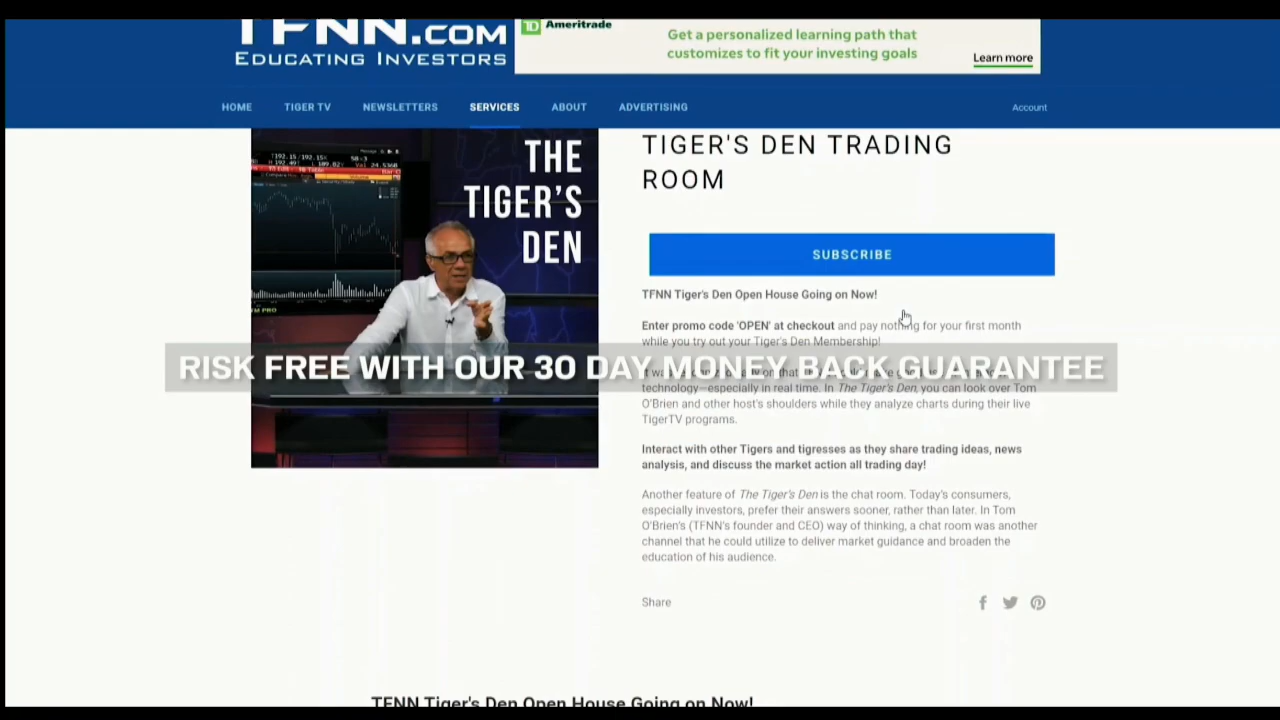 TFNN.COM
EDUCATING INVESTORS
Ameritrade
Get a personalized learning path that
customizes to fit your investing goals
Learn more
HOME TIGER TV NEWSLETTERS SERVICES ABOUT ADVERTISING Account
THE
TIGER'S
DEN
TIGER'S DEN TRADING
ROOM
SUBSCRIBE
TFNN Tiger's Den Open House Going on Now!
Enter promo code 'OPEN' at checkout and pay nothing for your first month
while you try out your Tiger's Den Membership!
RISK FREE WITH OUR 30 DAY MONEY BACK GUARANTEE
technology—especially in real time. In The Tiger's Den, you can look over Tom
O'Brien and other host's shoulders while they analyze charts during their live
TigerTV programs.
Interact with other Tigers and tigresses as they share trading ideas, news
analysis, and discuss the market action all trading day!
Another feature of The Tiger's Den is the chat room. Today's consumers,
especially investors, prefer their answers sooner, rather than later. In Tom
O'Brien's (TFNN's founder and CEO) way of thinking, a chat room was another
channel that he could utilize to deliver market guidance and broaden the
education of his audience.
Share
TFNN Tiger's Den Open House Going on Now!